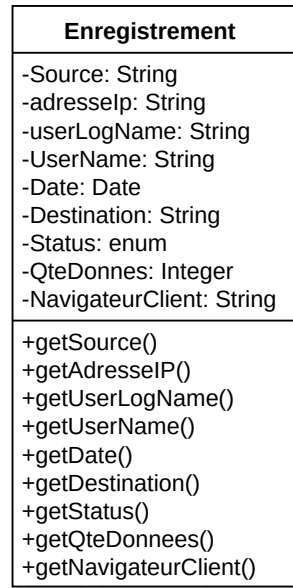 Enregistrement
-Source: String
-adresseIp: String
-userLogName: String
-UserName: String
-Date: Date
-Destination: String
-Status: enum
-QteDonnes: Integer
-NavigateurClient: String
+getSource()
+getAdresseIP()
+getUserLogName()
+getUserName()
+getDate()
+getDestination()
+getStatus()
+getQteDonnees()
+getNavigateurClient()